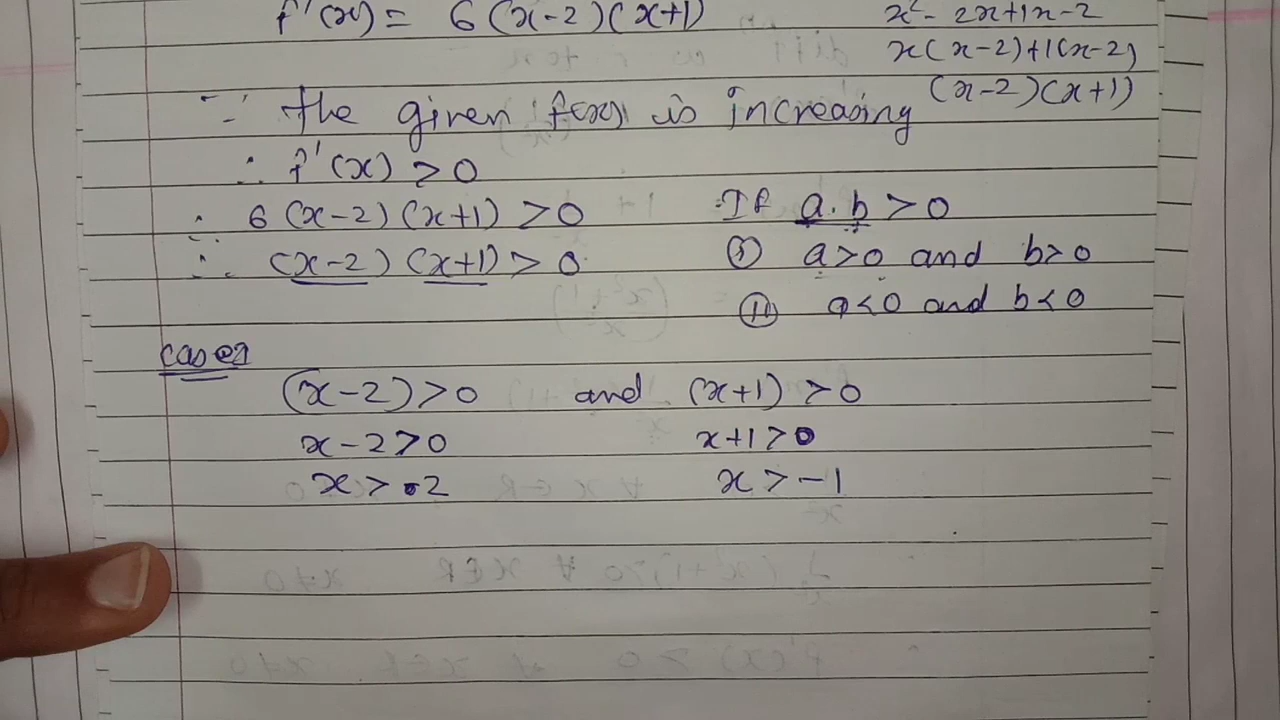 f'(x) = 6(x-2)(x+1)
x² - 2x+1x-2
x(x-2)+1(x-2)
(x-2)(x+1)
∵ the given f(x) is increasing
∴ f'(x) > 0
∴ 6(x-2)(x+1) > 0
∴ (x-2)(x+1) > 0
If a.b > 0
(I) a>0 and b>0
(II) a<0 and b<0
case I
(x-2)>0 and (x+1)>0
x-2>0 x+1>0
x>2 x>-1